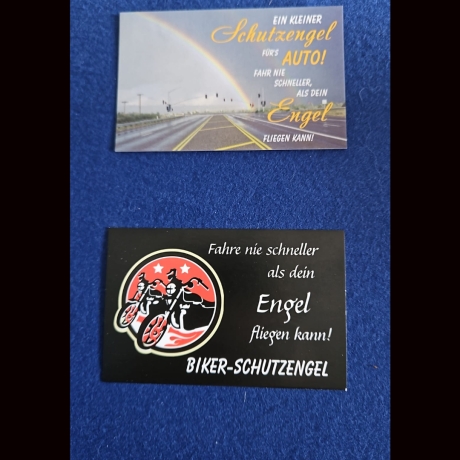 EIN KLEINER
Schutzengel
FÜR'S
AUTO!
FAHR NIE
SCHNELLER,
ALS DEIN
Engel
FLIEGEN KANN!
Fahre nie schneller
als dein
Engel
fliegen kann!
BIKER-SCHUTZENGEL